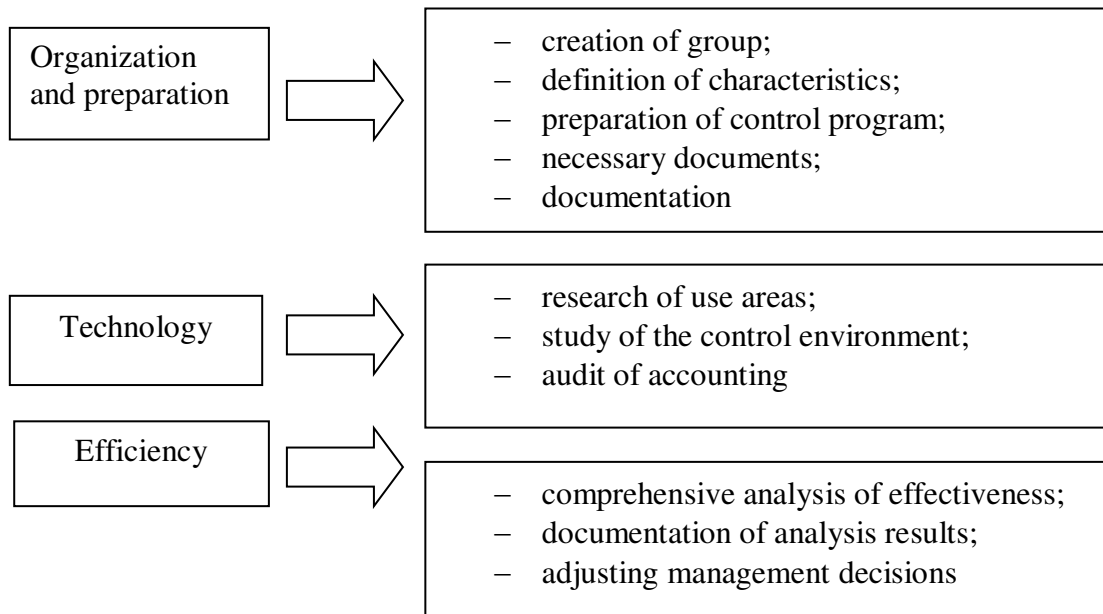 Organization
and preparation
– creation of group;
– definition of characteristics;
– preparation of control program;
– necessary documents;
– documentation
Technology
– research of use areas;
– study of the control environment;
– audit of accounting
Efficiency
– comprehensive analysis of effectiveness;
– documentation of analysis results;
– adjusting management decisions